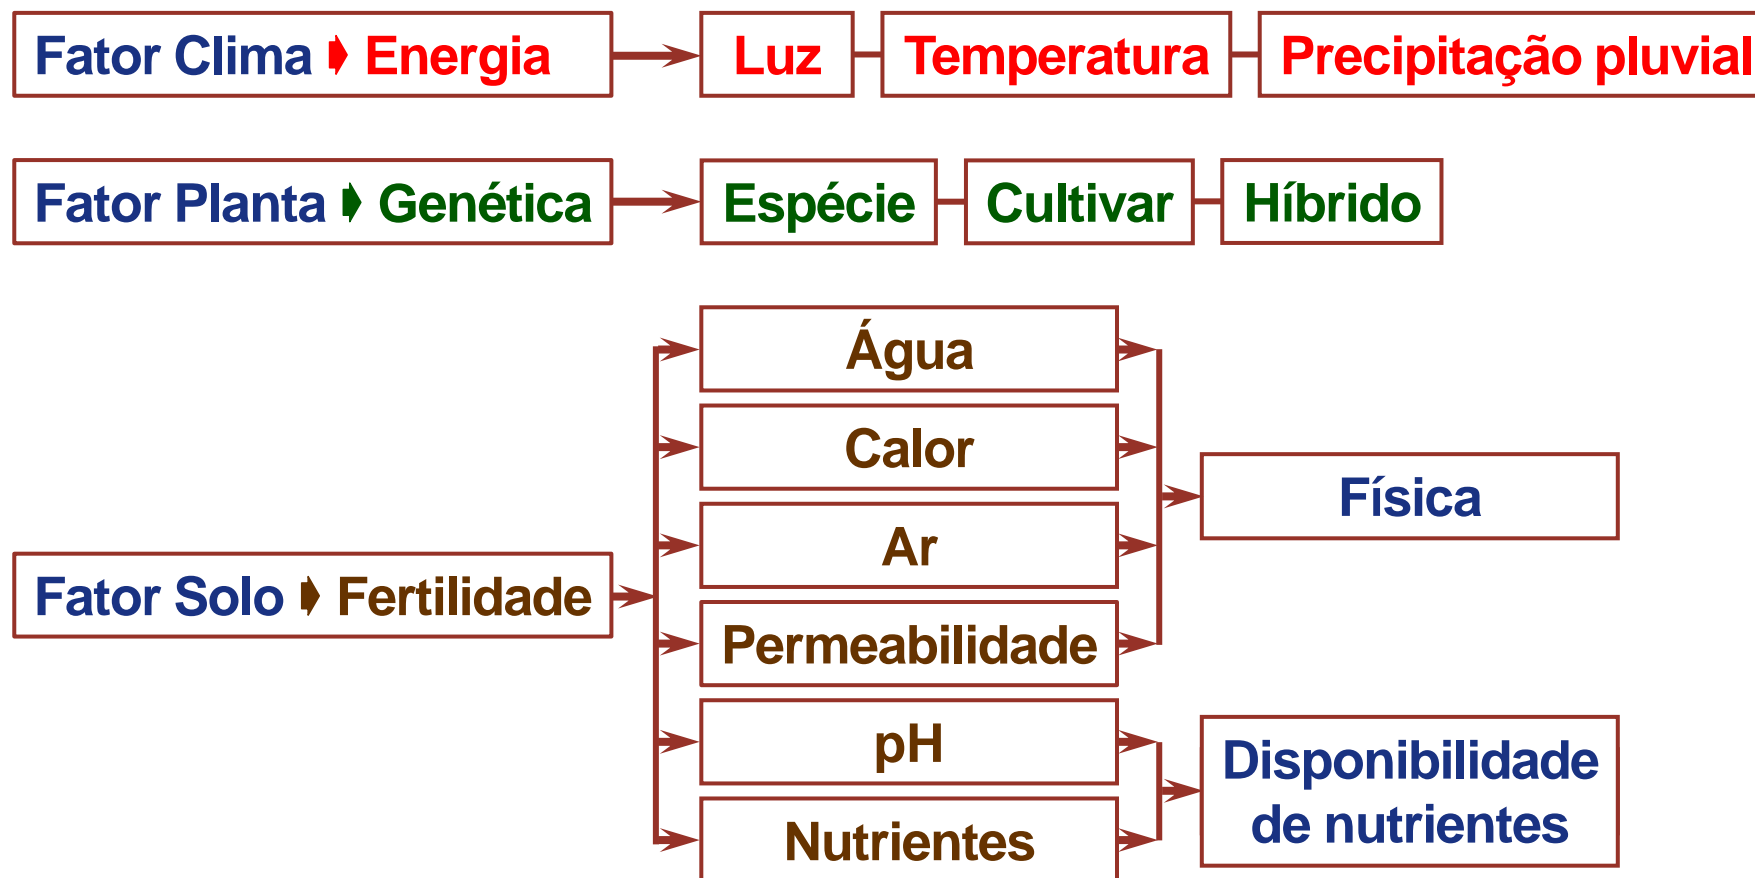 Fator Clima ➧ Energia
Luz
Temperatura
Precipitação pluvial
Fator Planta ➧ Genética
Espécie
Cultivar
Híbrido
Água
Calor
Ar
Permeabilidade
pH
Nutrientes
Fator Solo ➧ Fertilidade
Física
Disponibilidade
de nutrientes